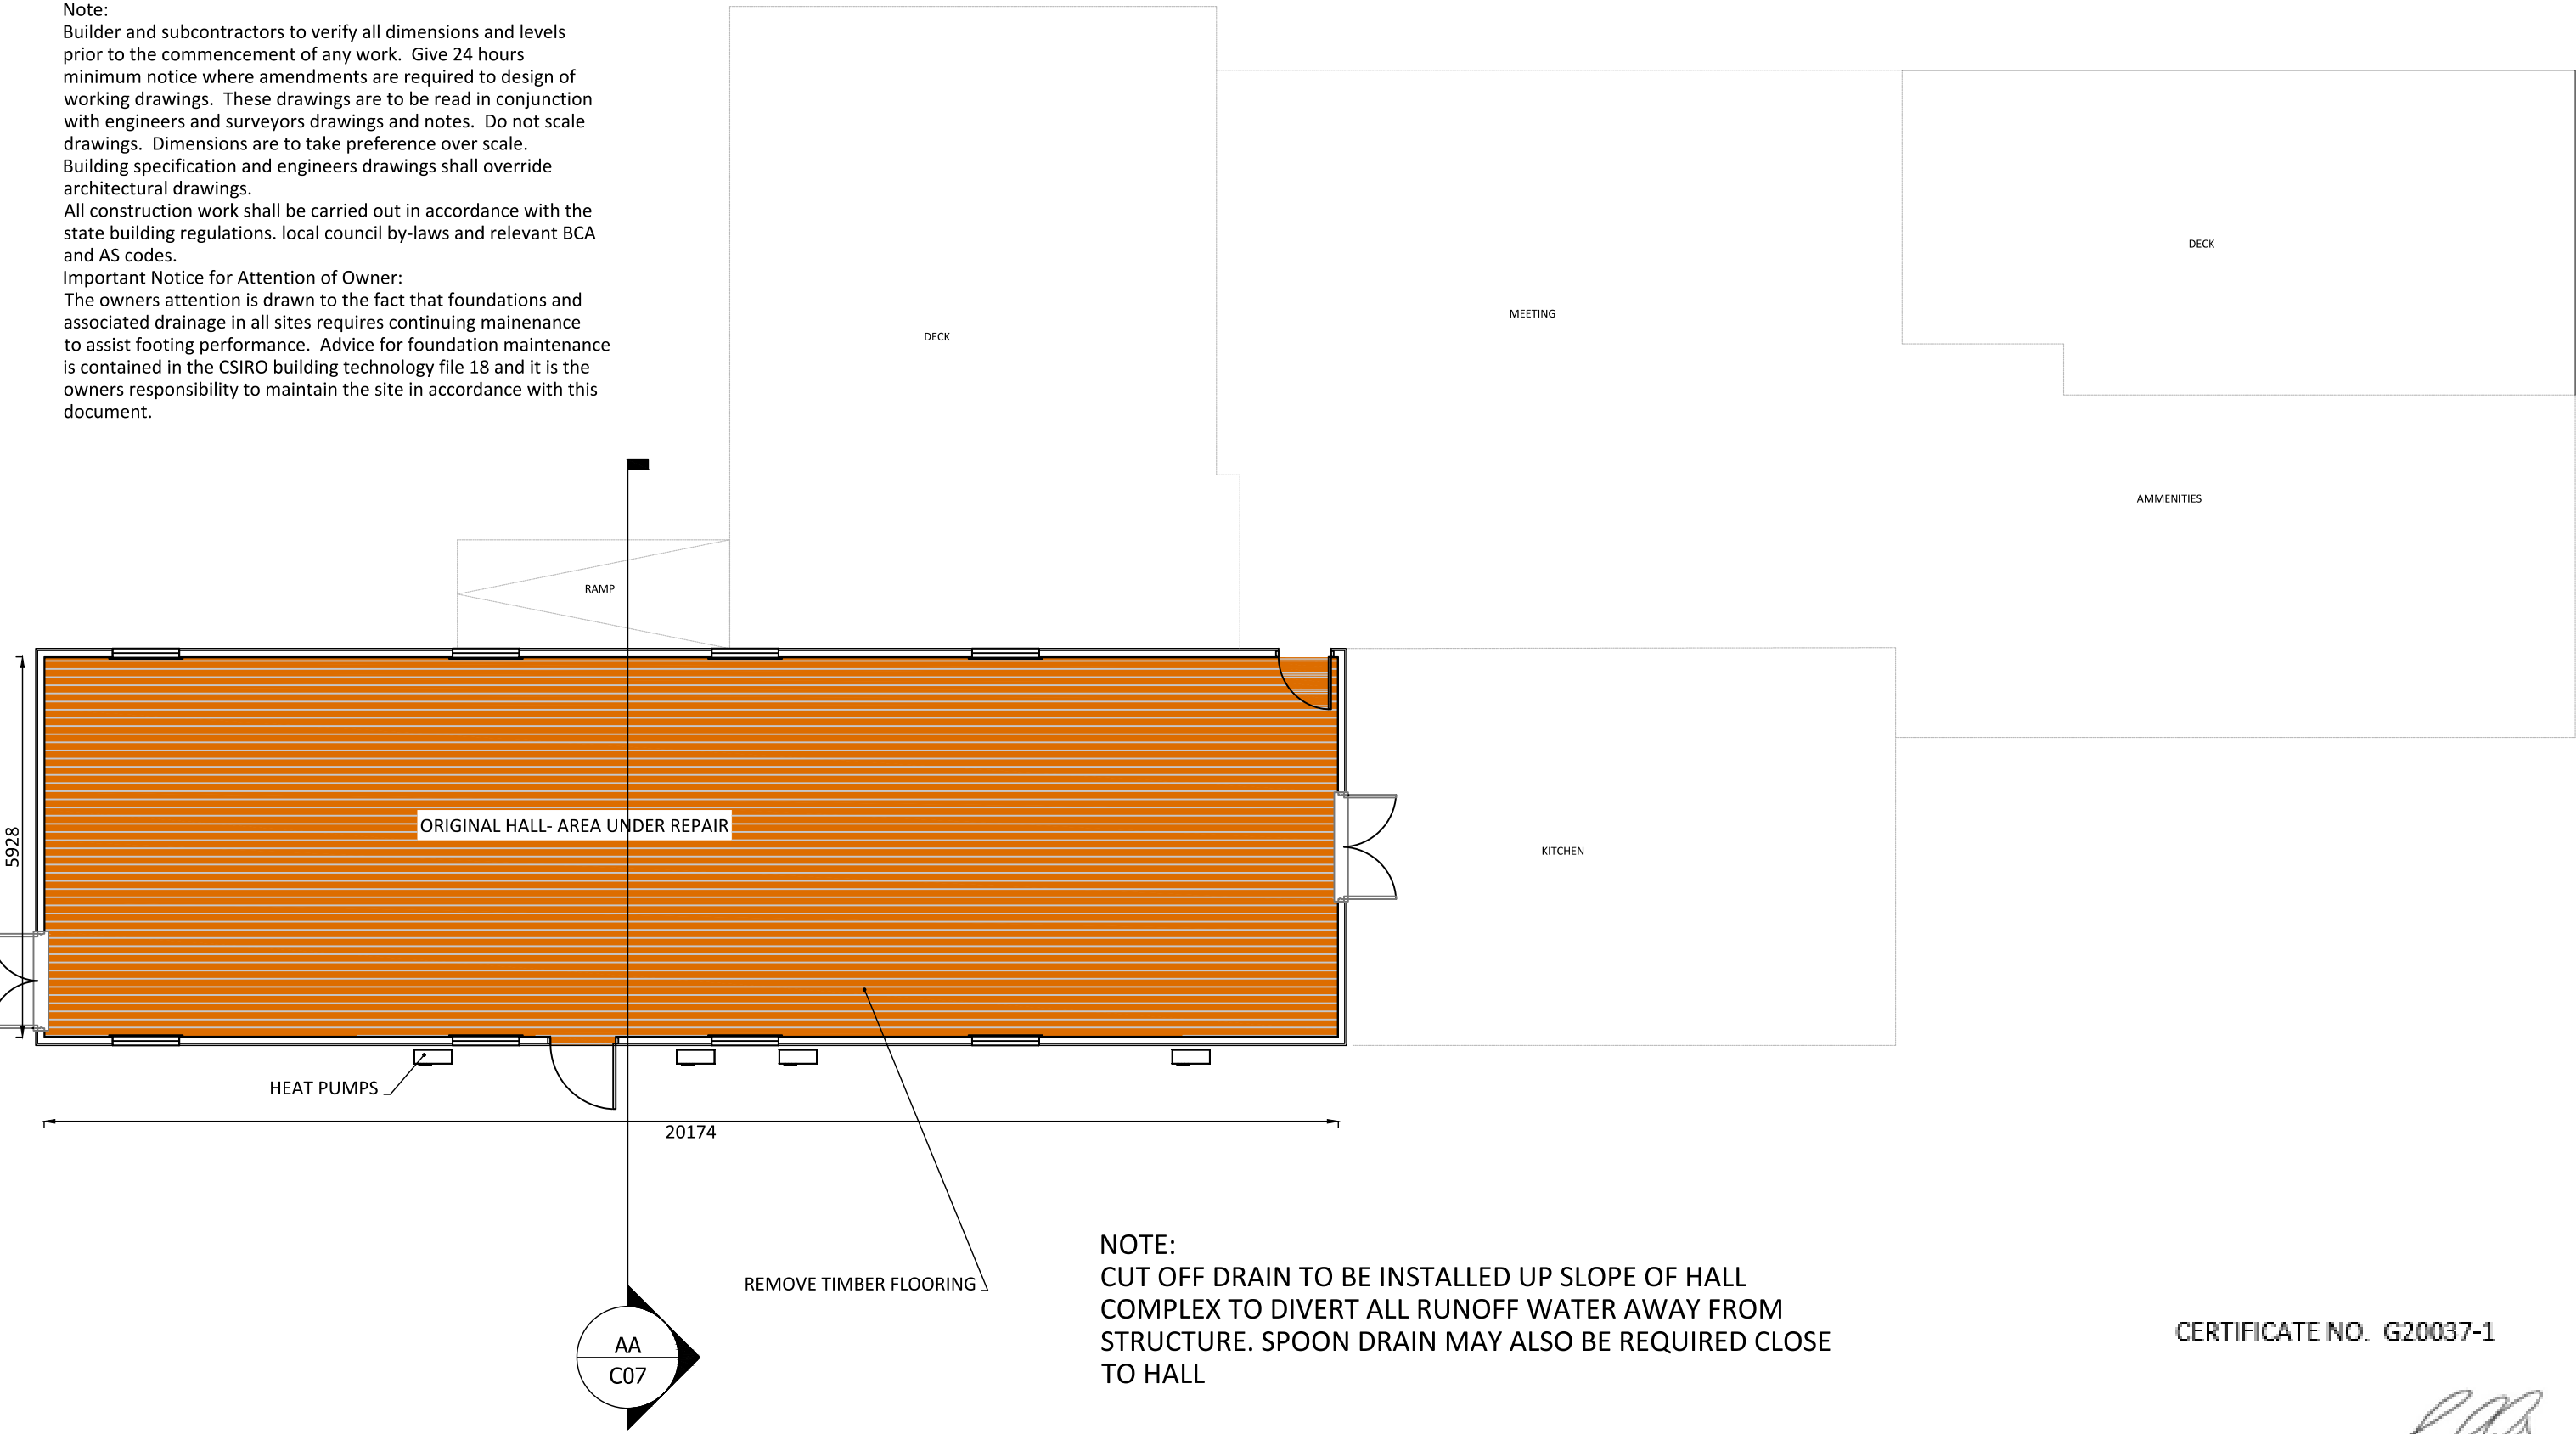 Note:
Builder and subcontractors to verify all dimensions and levels
prior to the commencement of any work.  Give 24 hours
minimum notice where amendments are required to design of
working drawings.  These drawings are to be read in conjunction
with engineers and surveyors drawings and notes.  Do not scale
drawings.  Dimensions are to take preference over scale.
Building specification and engineers drawings shall override
architectural drawings.
All construction work shall be carried out in accordance with the
state building regulations. local council by-laws and relevant BCA
and AS codes.
Important Notice for Attention of Owner:
The owners attention is drawn to the fact that foundations and
associated drainage in all sites requires continuing mainenance
to assist footing performance.  Advice for foundation maintenance
is contained in the CSIRO building technology file 18 and it is the
owners responsibility to maintain the site in accordance with this
document.
DECK
MEETING
DECK
AMMENITIES
RAMP
ORIGINAL HALL- AREA UNDER REPAIR
5928
KITCHEN
HEAT PUMPS
20174
REMOVE TIMBER FLOORING
AA
C07
NOTE:
CUT OFF DRAIN TO BE INSTALLED UP SLOPE OF HALL
COMPLEX TO DIVERT ALL RUNOFF WATER AWAY FROM
STRUCTURE. SPOON DRAIN MAY ALSO BE REQUIRED CLOSE
TO HALL
CERTIFICATE NO.  G20037-1